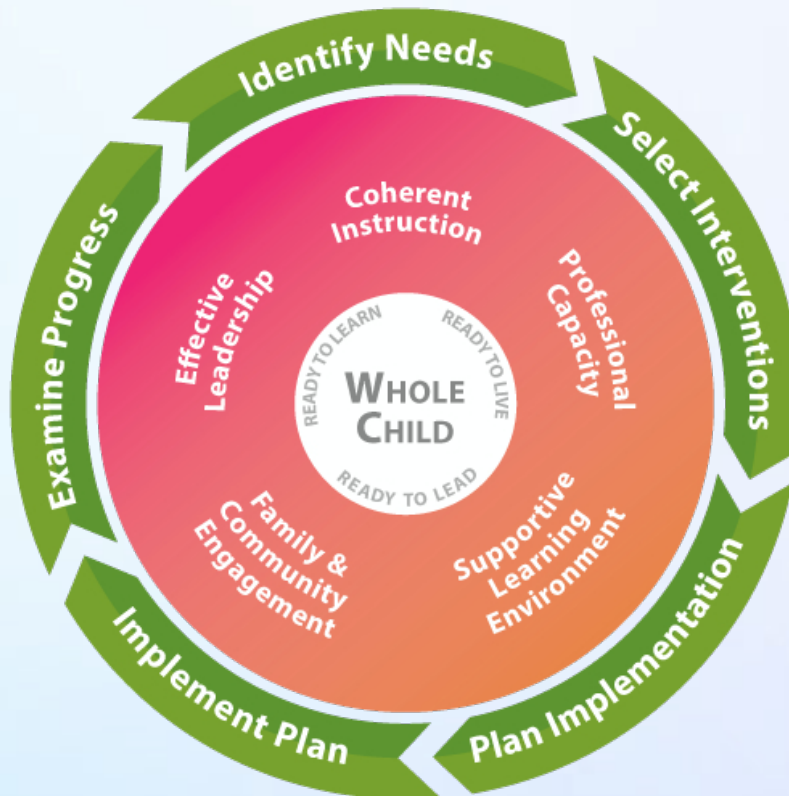 Identify Needs
Select Interventions
Plan Implementation
Implement Plan
Examine Progress
Coherent
Instruction
Professional
Capacity
Supportive
Learning
Environment
Family &
Community
Engagement
Effective
Leadership
READY TO LEARN
READY TO LIVE
READY TO LEAD
WHOLE
CHILD